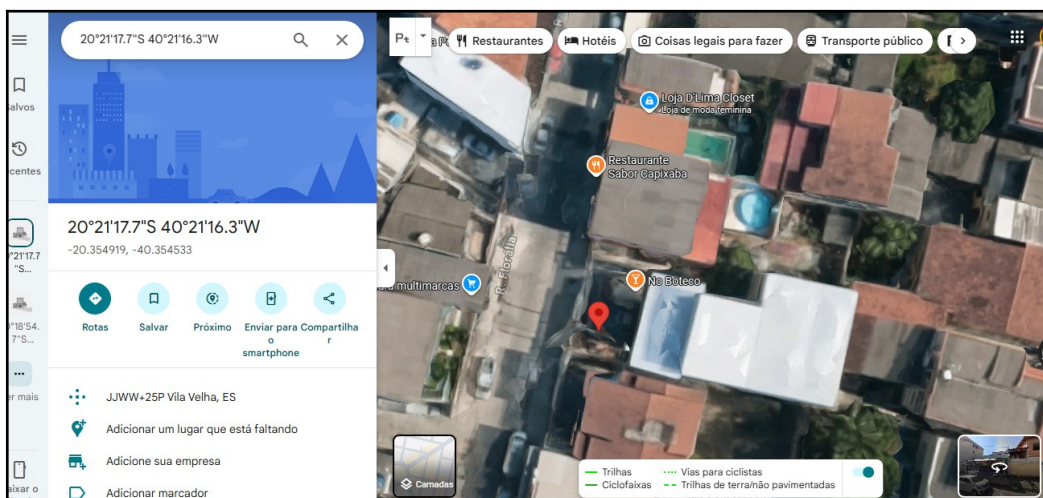 20°21'17.7"S 40°21'16.3"W
Restaurantes
Hotéis
Coisas legais para fazer
Transporte público
alvos
centes
°21'17.7
"S...
°18'54.
7"S...
er mais
aixar o
20°21'17.7"S 40°21'16.3"W
-20.354919, -40.354533
Rotas
Salvar
Próximo
Enviar para
o
smartphone
Compartilha
r
JJWW+25P Vila Velha, ES
Adicionar um lugar que está faltando
Adicione sua empresa
Adicionar marcador
Loja D'Lima Closet
Loja de moda feminina
Restaurante
Sabor Capixaba
No Boteco
multimarcas
R. Florália
Camadas
Trilhas
Vias para ciclistas
Ciclofaixas
Trilhas de terra/não pavimentadas